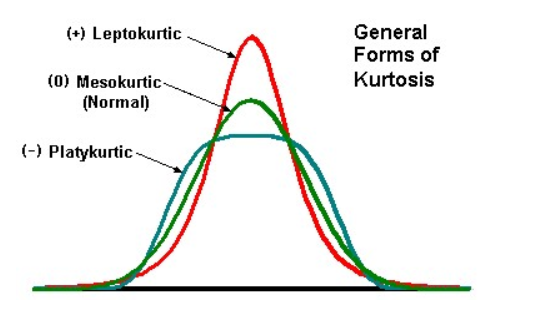 (+) Leptokurtic
General
Forms of
Kurtosis
(0) Mesokurtic
(Normal)
(-) Platykurtic